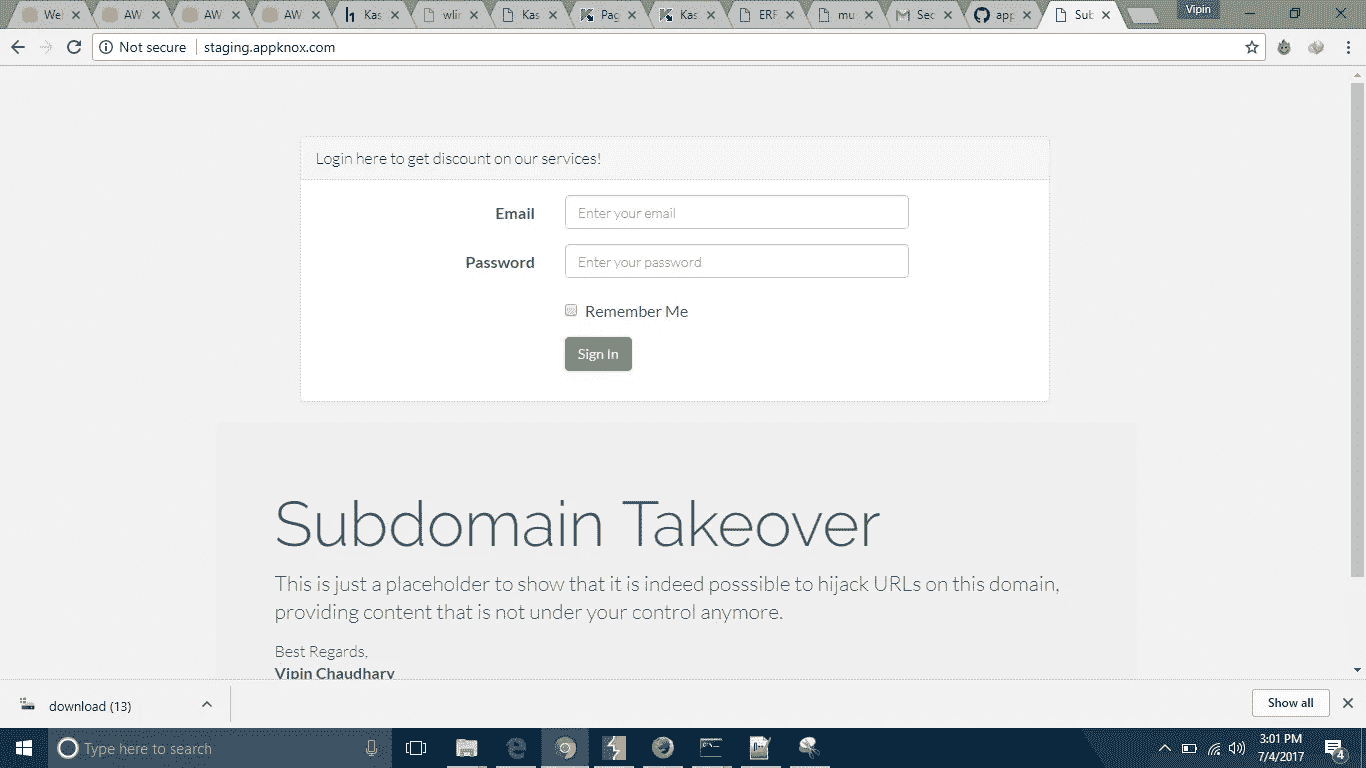 We
AW
AW
AW
Kas
wlir
Kas
Pag
Kas
ERF
mu
Sec
app
Sub
Vipin
Not secure
staging.appknox.com
Login here to get discount on our services!
Email
Enter your email
Password
Enter your password
Remember Me
Sign In
Subdomain Takeover
This is just a placeholder to show that it is indeed posssible to hijack URLs on this domain,
providing content that is not under your control anymore.
Best Regards,
Vipin Chaudhary
download (13)
Show all
Type here to search
3:01 PM
7/4/2017
4